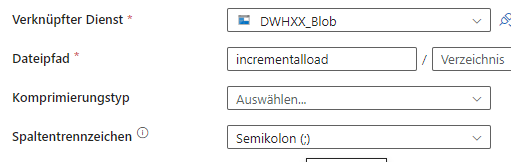 Verknüpfter Dienst * DWHXX_Blob
Dateipfad * incrementalload / Verzeichnis
Komprimierungstyp Auswählen...
Spaltentrennzeichen Semikolon (;)